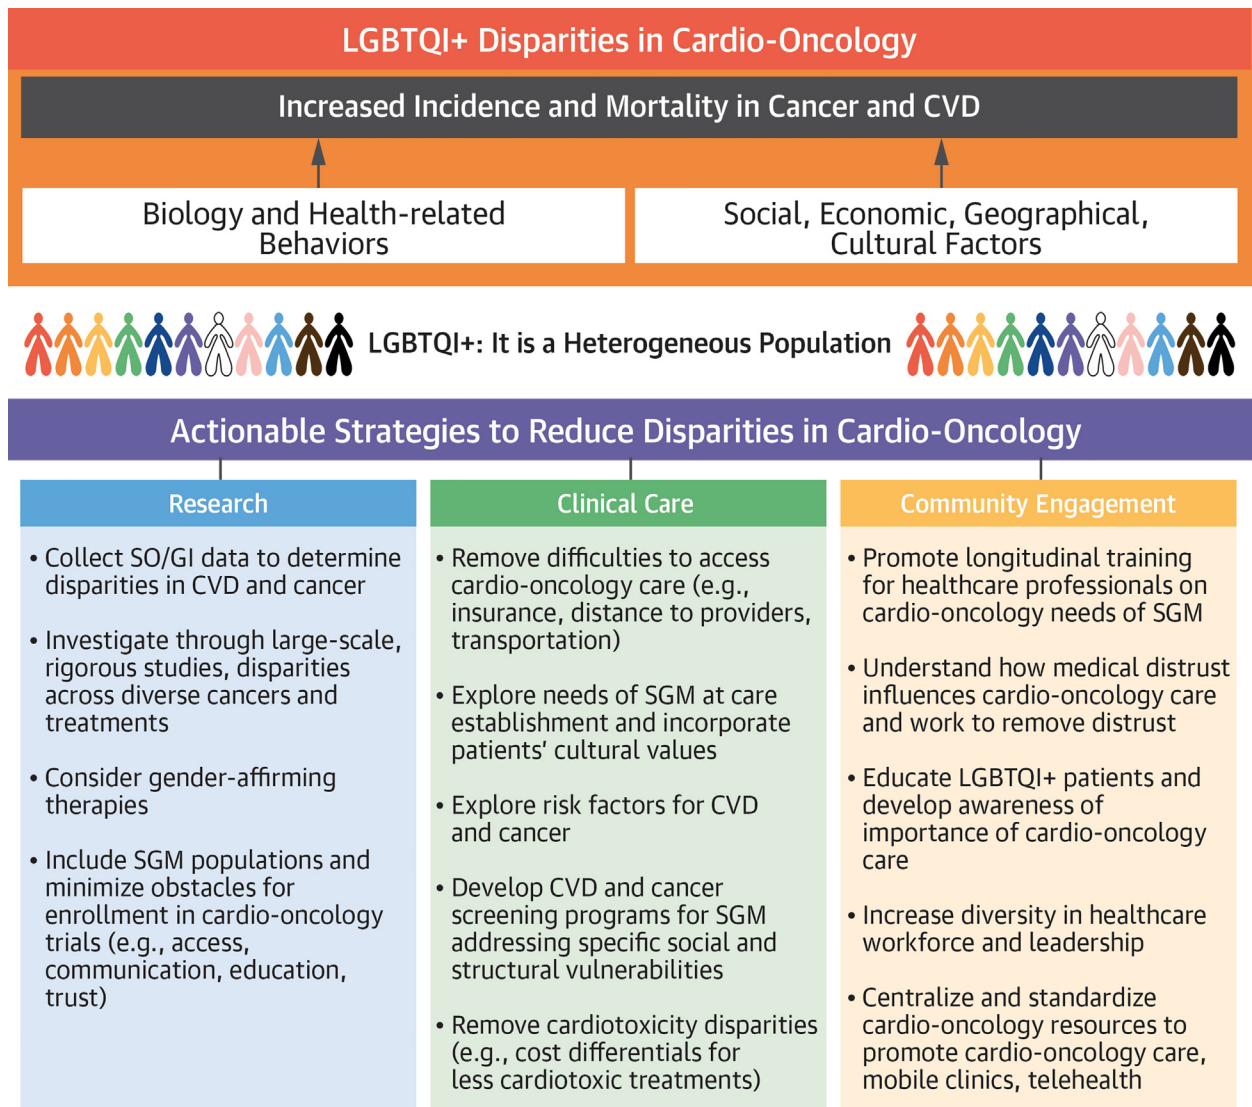 LGBTQI+ Disparities in Cardio-Oncology
Increased Incidence and Mortality in Cancer and CVD
Biology and Health-related
Behaviors
Social, Economic, Geographical,
Cultural Factors
LGBTQI+: It is a Heterogeneous Population
Actionable Strategies to Reduce Disparities in Cardio-Oncology
Research
• Collect SO/GI data to determine
disparities in CVD and cancer
• Investigate through large-scale,
rigorous studies, disparities
across diverse cancers and
treatments
• Consider gender-affirming
therapies
• Include SGM populations and
minimize obstacles for
enrollment in cardio-oncology
trials (e.g., access,
communication, education,
trust)
Clinical Care
• Remove difficulties to access
cardio-oncology care (e.g.,
insurance, distance to providers,
transportation)
• Explore needs of SGM at care
establishment and incorporate
patients’ cultural values
• Explore risk factors for CVD
and cancer
• Develop CVD and cancer
screening programs for SGM
addressing specific social and
structural vulnerabilities
• Remove cardiotoxicity disparities
(e.g., cost differentials for
less cardiotoxic treatments)
Community Engagement
• Promote longitudinal training
for healthcare professionals on
cardio-oncology needs of SGM
• Understand how medical distrust
influences cardio-oncology care
and work to remove distrust
• Educate LGBTQI+ patients and
develop awareness of
importance of cardio-oncology
care
• Increase diversity in healthcare
workforce and leadership
• Centralize and standardize
cardio-oncology resources to
promote cardio-oncology care,
mobile clinics, telehealth